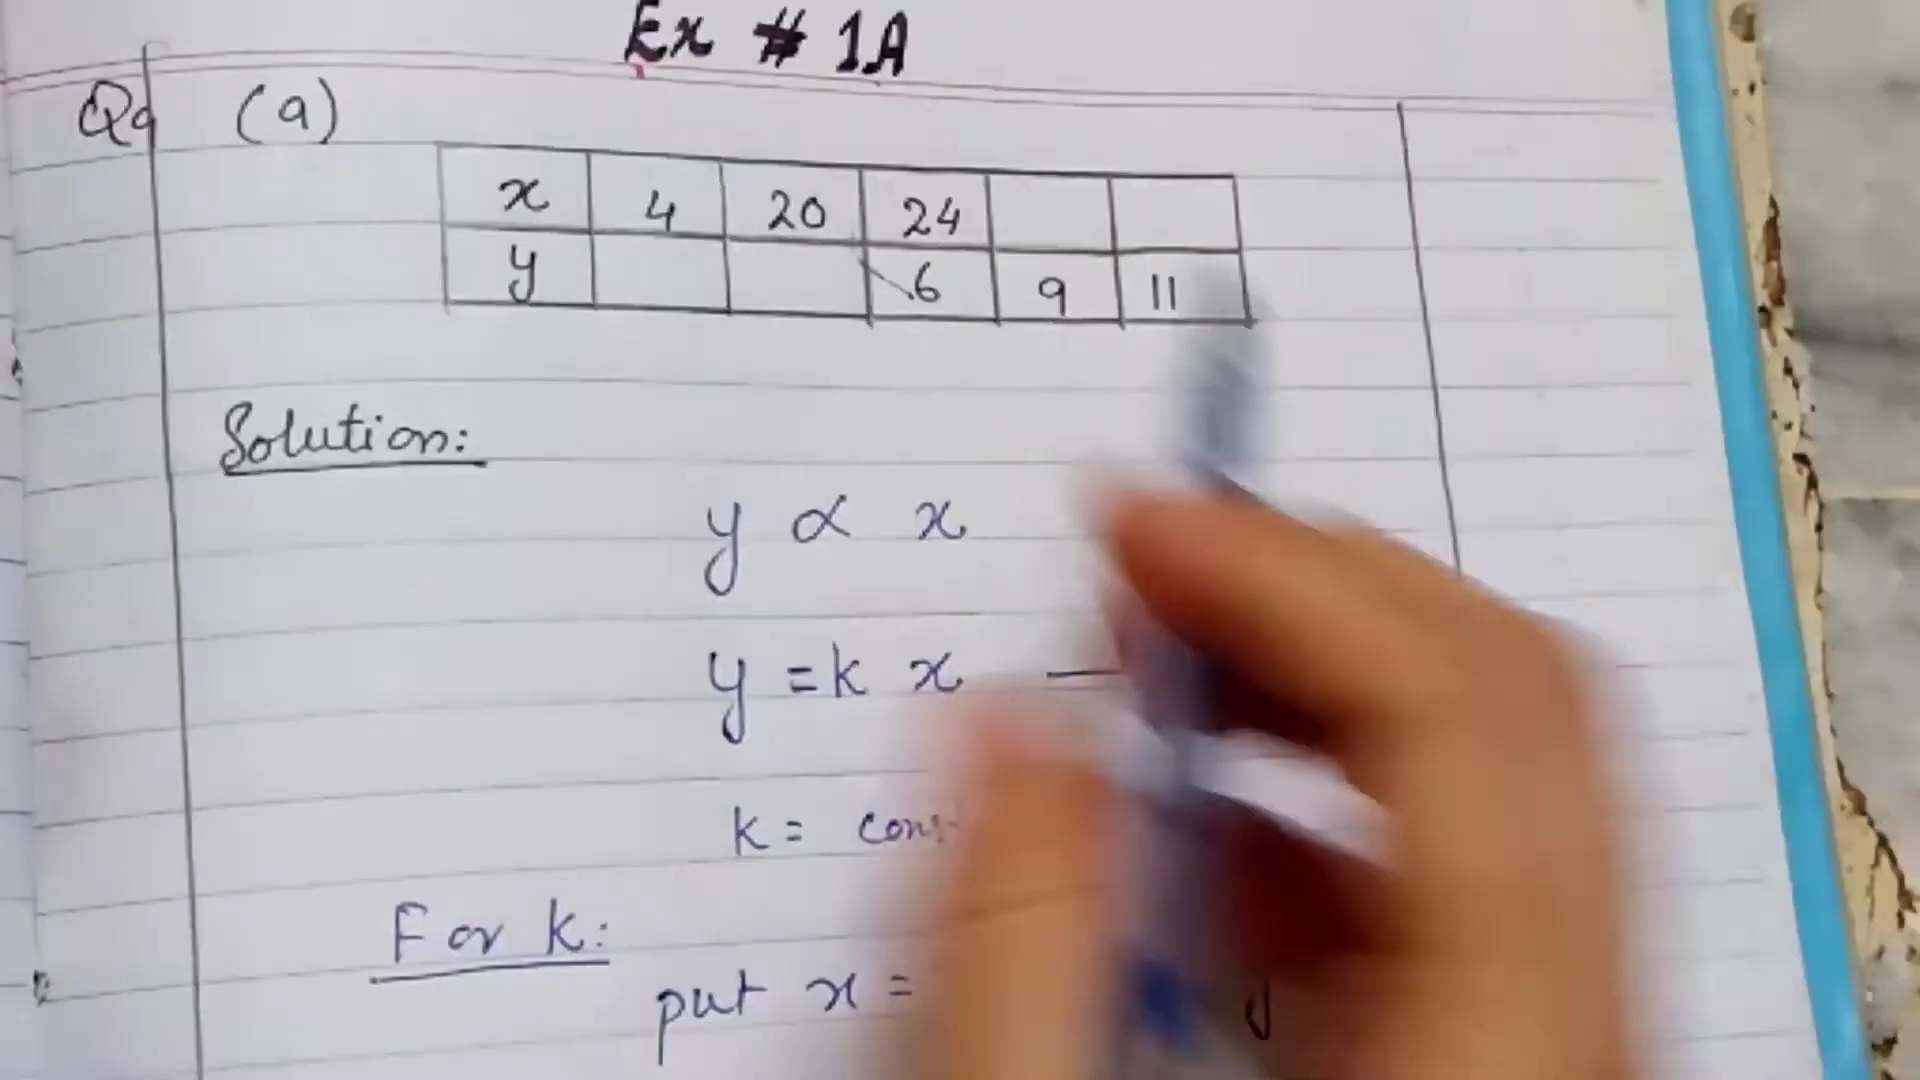 Ex # 1A
Q9 (a)
x 4 20 24
y 6 9 11
Solution:
y ∝ x
y = k x —
k = cons
For k:
put x = y